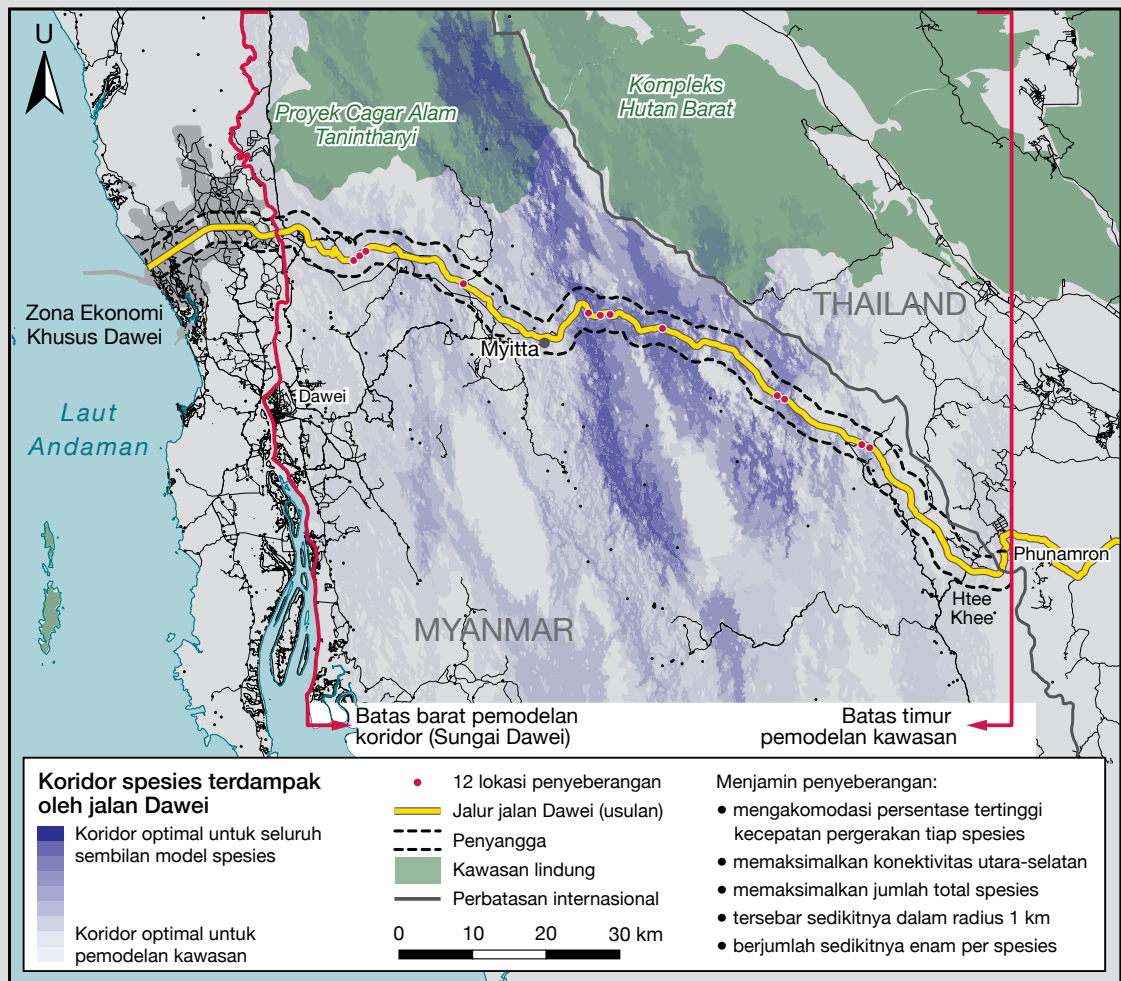 U
Proyek Cagar Alam
Tanintharyi
Kompleks
Hutan Barat
THAILAND
Zona Ekonomi
Khusus Dawei
Myitta
Dawei
Laut
Andaman
Phunamron
Htee
Khee
MYANMAR
Batas barat pemodelan
koridor (Sungai Dawei)
Batas timur
pemodelan kawasan
Koridor spesies terdampak
oleh jalan Dawei
Koridor optimal untuk seluruh
sembilan model spesies
Koridor optimal untuk
pemodelan kawasan
12 lokasi penyeberangan
Jalur jalan Dawei (usulan)
Penyangga
Kawasan lindung
Perbatasan internasional
0 10 20 30 km
Menjamin penyeberangan:
• mengakomodasi persentase tertinggi
kecepatan pergerakan tiap spesies
• memaksimalkan konektivitas utara-selatan
• memaksimalkan jumlah total spesies
• tersebar sedikitnya dalam radius 1 km
• berjumlah sedikitnya enam per spesies